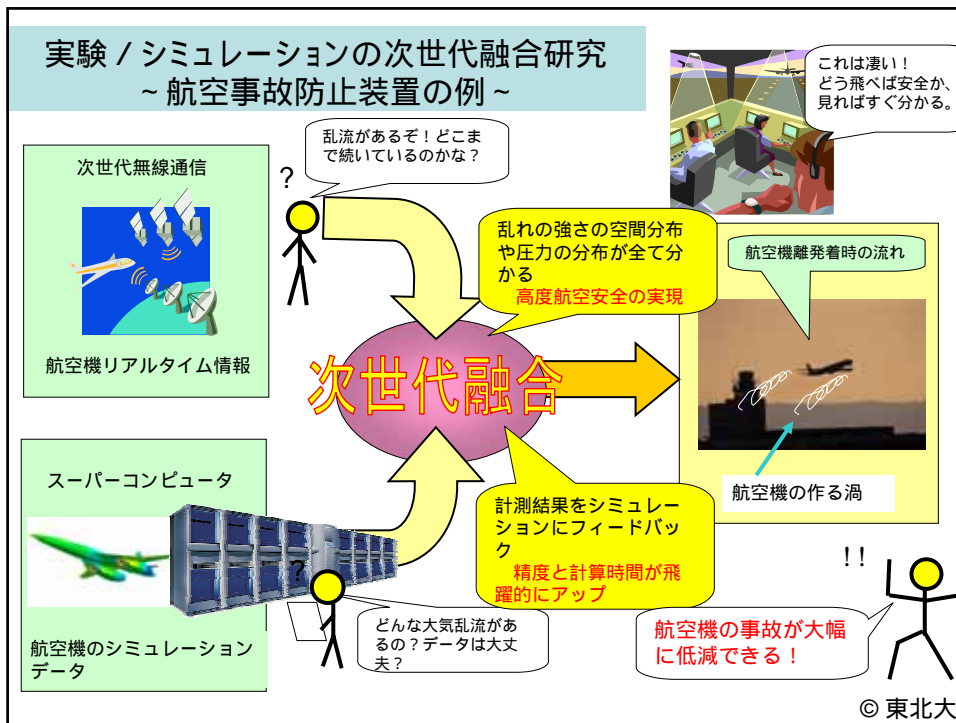 実験 / シミュレーションの次世代融合研究
~ 航空事故防止装置の例 ~
これは凄い！
どう飛べば安全か、
見ればすぐ分かる。
乱流があるぞ！どこま
で続いているのかな？
?
次世代無線通信
航空機リアルタイム情報
乱れの強さの空間分布
や圧力の分布が全て分
かる
高度航空安全の実現
航空機離発着時の流れ
次世代融合
航空機の作る渦
スーパーコンピュータ
航空機のシミュレーション
データ
?
計測結果をシミュレー
ションにフィードバッ
ク
精度と計算時間が飛
躍的にアップ
どんな大気乱流があ
るの？データは大丈
夫？
!!
航空機の事故が大幅
に低減できる！
© 東北大